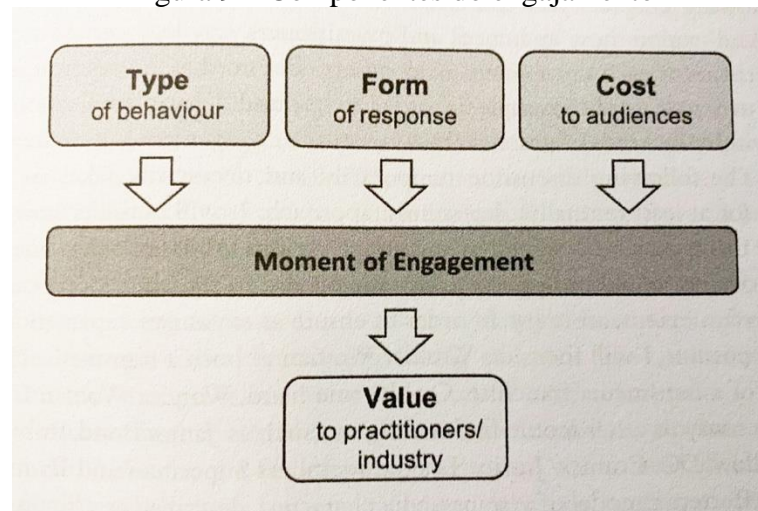 Type
of behaviour
Form
of response
Cost
to audiences
Moment of Engagement
Value
to practitioners/
industry